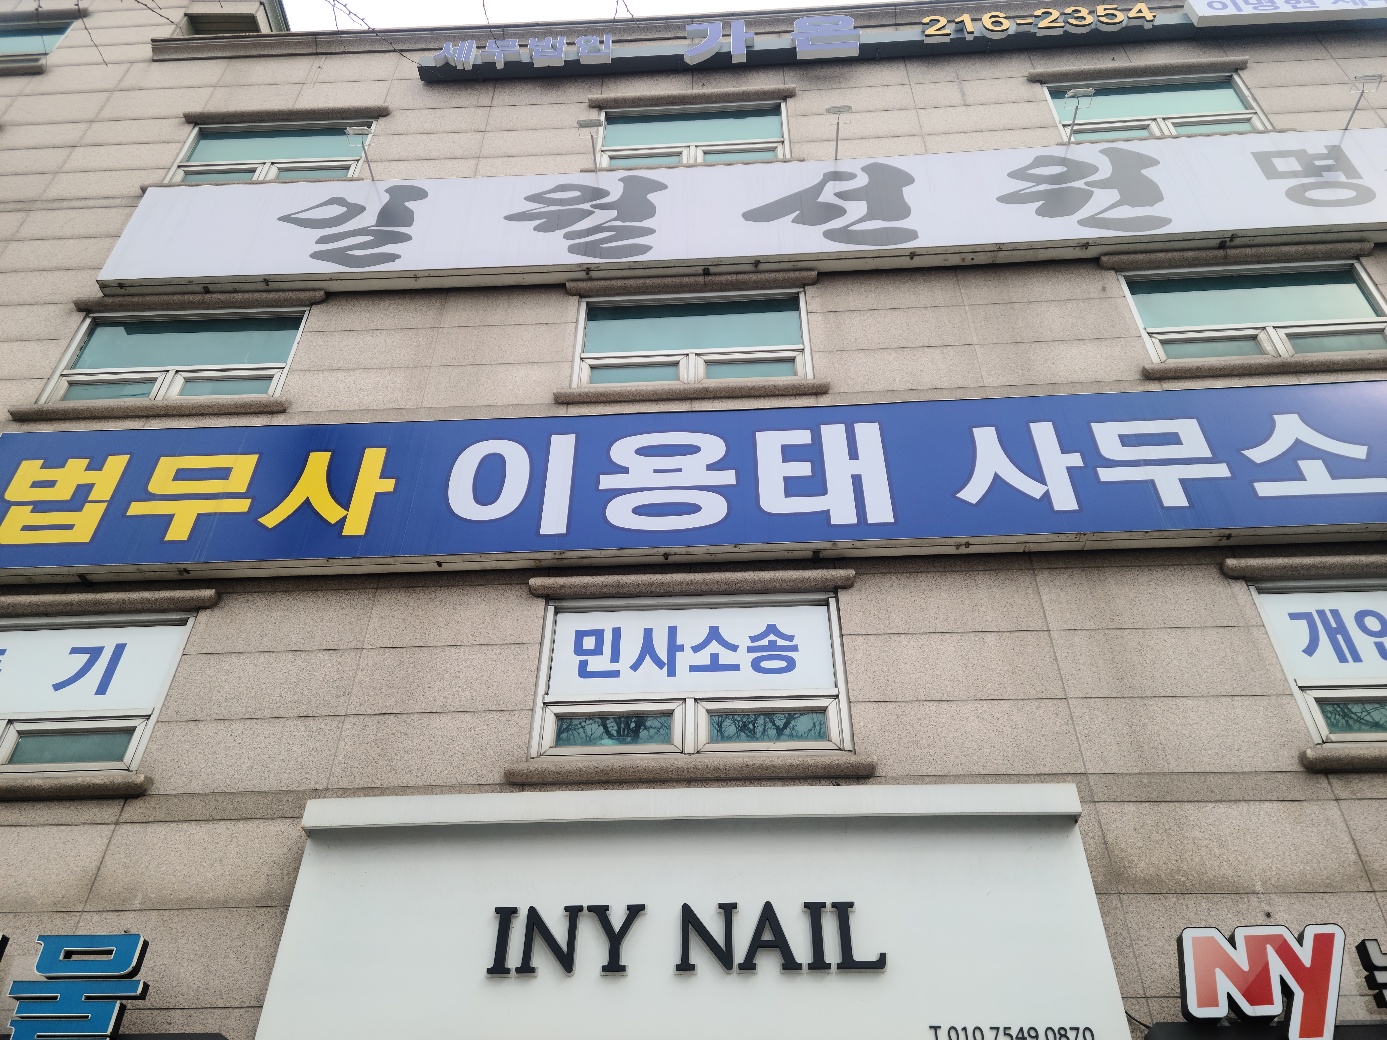 세무법인 가온 216-2354
일월선원 명
법무사 이용태 사무소
기
민사소송
개인
INY NAIL
T.010.7549.0870
물
NY